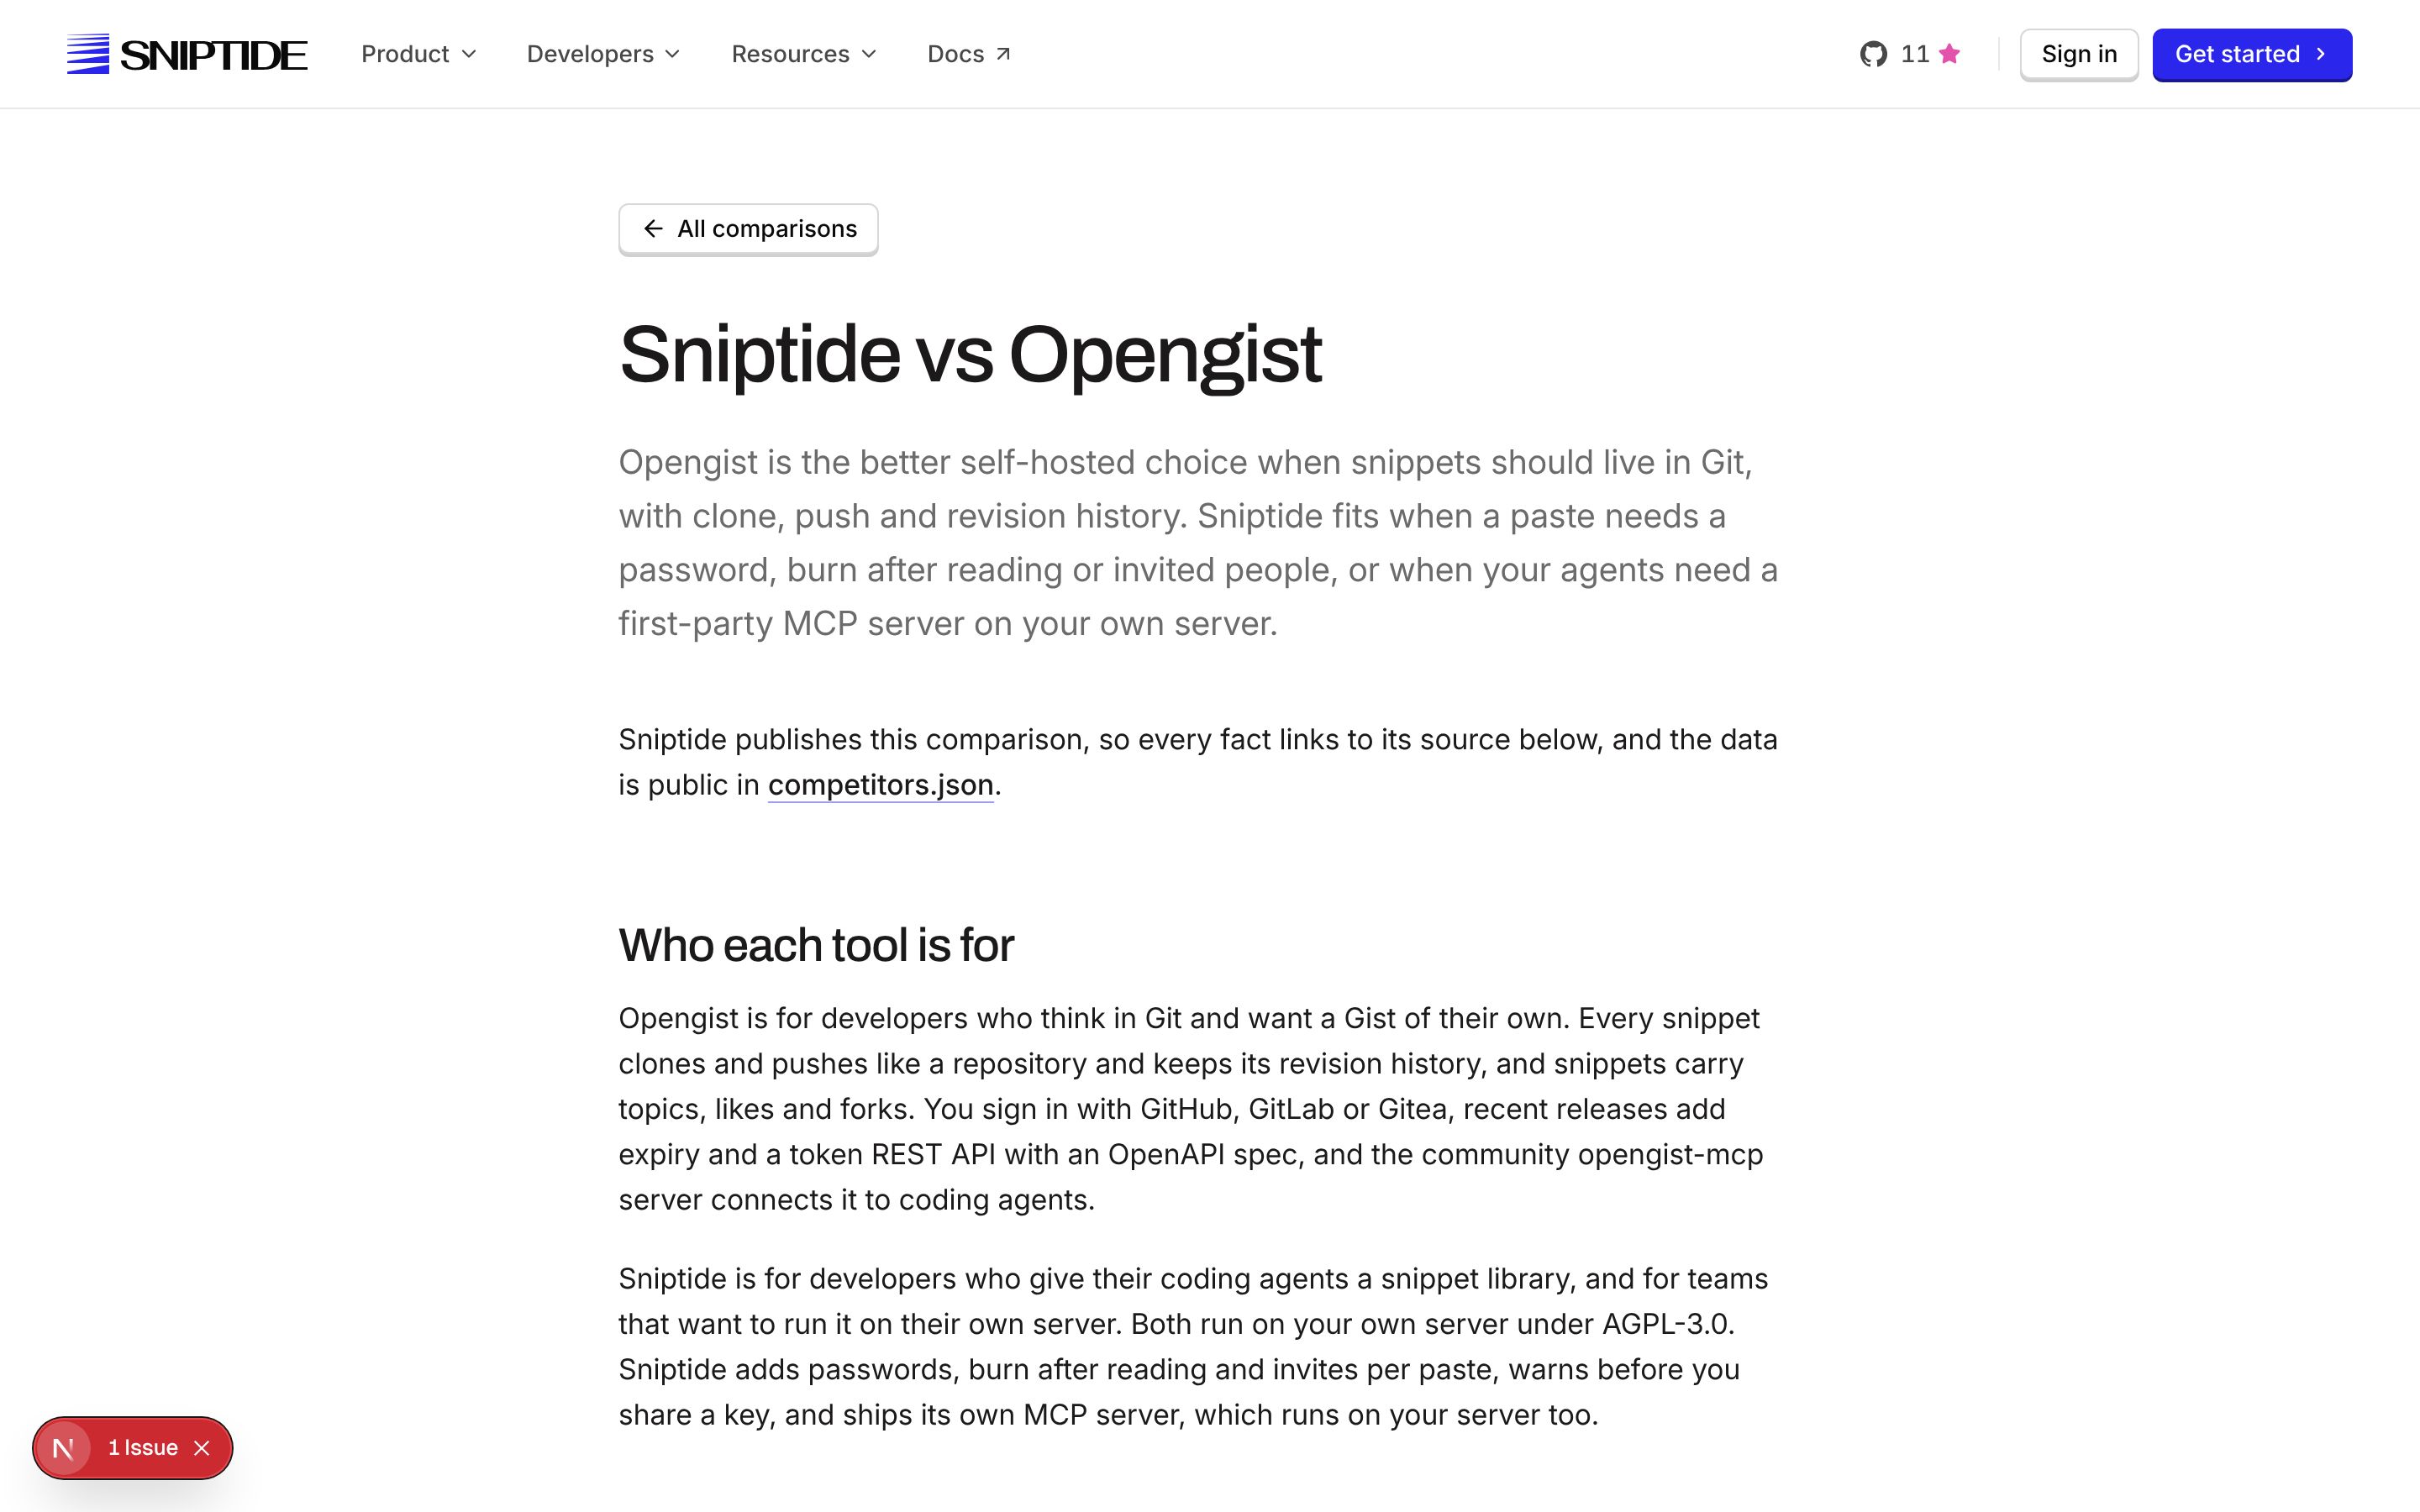 SNIPTIDE Product Developers Resources Docs 11 Sign in Get started
All comparisons
Sniptide vs Opengist
Opengist is the better self-hosted choice when snippets should live in Git,
with clone, push and revision history. Sniptide fits when a paste needs a
password, burn after reading or invited people, or when your agents need a
first-party MCP server on your own server.
Sniptide publishes this comparison, so every fact links to its source below, and the data
is public in competitors.json.
Who each tool is for
Opengist is for developers who think in Git and want a Gist of their own. Every snippet
clones and pushes like a repository and keeps its revision history, and snippets carry
topics, likes and forks. You sign in with GitHub, GitLab or Gitea, recent releases add
expiry and a token REST API with an OpenAPI spec, and the community opengist-mcp
server connects it to coding agents.
Sniptide is for developers who give their coding agents a snippet library, and for teams
that want to run it on their own server. Both run on your own server under AGPL-3.0.
Sniptide adds passwords, burn after reading and invites per paste, warns before you
share a key, and ships its own MCP server, which runs on your server too.
N 1 Issue